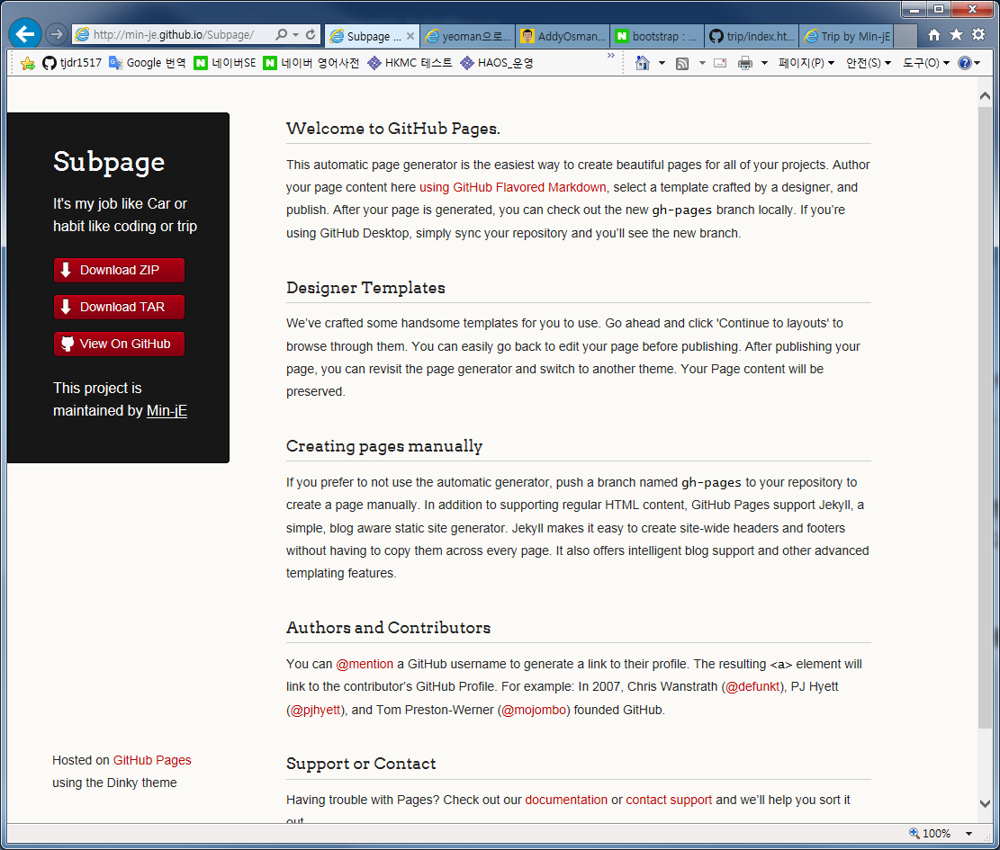 http://min-je.github.io/Subpage/
Subpage ...
yeoman으로...
AddyOsman...
bootstrap : ...
trip/index.ht...
Trip by Min-jE
tjdr1517
Google 번역
네이버SE
네이버 영어사전
HKMC 테스트
HAOS_운영
페이지(P)
안전(S)
도구(O)
Subpage
It's my job like Car or
habit like coding or trip
Download ZIP
Download TAR
View On GitHub
This project is
maintained by Min-jE
Hosted on GitHub Pages
using the Dinky theme
Welcome to GitHub Pages.
This automatic page generator is the easiest way to create beautiful pages for all of your projects. Author
your page content here using GitHub Flavored Markdown, select a template crafted by a designer, and
publish. After your page is generated, you can check out the new gh-pages branch locally. If you’re
using GitHub Desktop, simply sync your repository and you’ll see the new branch.
Designer Templates
We’ve crafted some handsome templates for you to use. Go ahead and click 'Continue to layouts' to
browse through them. You can easily go back to edit your page before publishing. After publishing your
page, you can revisit the page generator and switch to another theme. Your Page content will be
preserved.
Creating pages manually
If you prefer to not use the automatic generator, push a branch named gh-pages to your repository to
create a page manually. In addition to supporting regular HTML content, GitHub Pages support Jekyll, a
simple, blog aware static site generator. Jekyll makes it easy to create site-wide headers and footers
without having to copy them across every page. It also offers intelligent blog support and other advanced
templating features.
Authors and Contributors
You can @mention a GitHub username to generate a link to their profile. The resulting <a> element will
link to the contributor’s GitHub Profile. For example: In 2007, Chris Wanstrath (@defunkt), PJ Hyett
(@pjhyett), and Tom Preston-Werner (@mojombo) founded GitHub.
Support or Contact
Having trouble with Pages? Check out our documentation or contact support and we’ll help you sort it
out.
100%